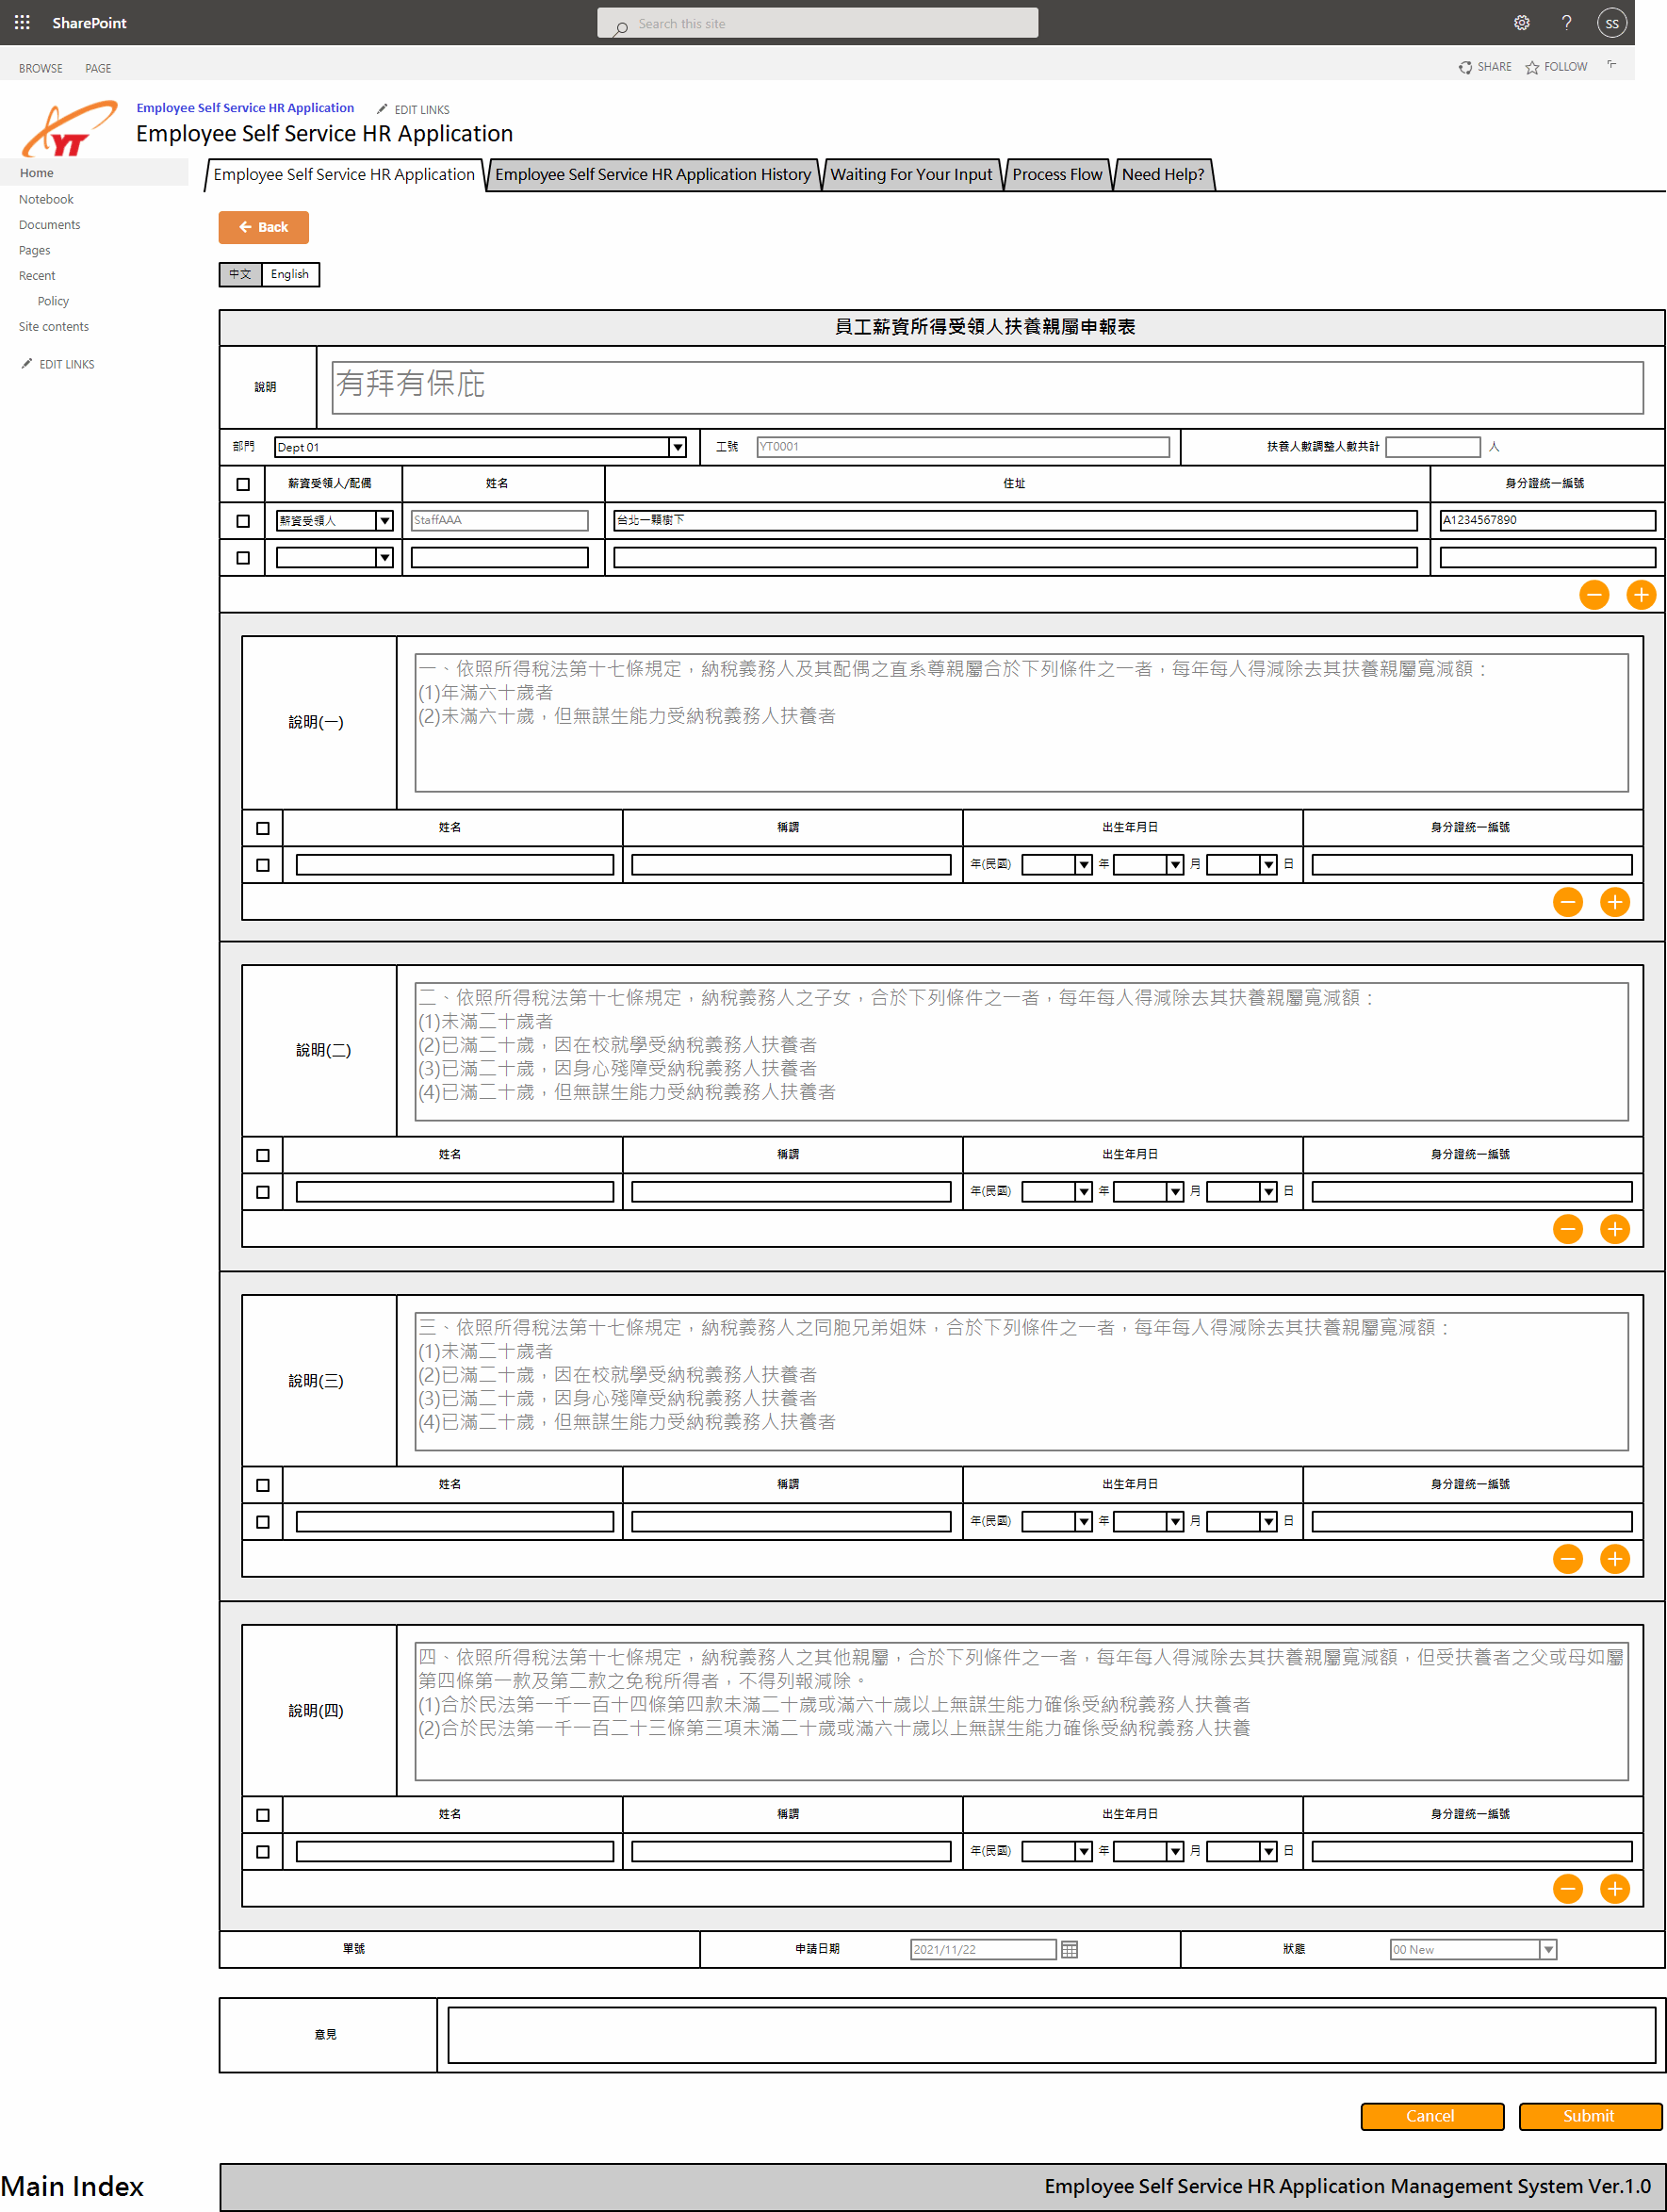 SharePoint
Search this site
SS
BROWSE PAGE
SHARE FOLLOW
YT
Employee Self Service HR Application EDIT LINKS
Employee Self Service HR Application
Home
Notebook
Documents
Pages
Recent
Policy
Site contents
EDIT LINKS
Employee Self Service HR Application Employee Self Service HR Application History Waiting For Your Input Process Flow Need Help?
Back
中文 English
員工薪資所得受領人扶養親屬申報表
說明 有拜有保庇
部門 Dept 01 工號 YT0001 扶養人數調整人數共計 人
薪資受領人/配偶 姓名 住址 身分證統一編號
薪資受領人 StaffAAA 台北一顆樹下 A1234567890
說明(一)
一、依照所得稅法第十七條規定，納稅義務人及其配偶之直系尊親屬合於下列條件之一者，每年每人得減除去其扶養親屬寬減額：
(1)年滿六十歲者
(2)未滿六十歲，但無謀生能力受納稅義務人扶養者
姓名 稱謂 出生年月日 身分證統一編號
年(民國) 年 月 日
說明(二)
二、依照所得稅法第十七條規定，納稅義務人之子女，合於下列條件之一者，每年每人得減除去其扶養親屬寬減額：
(1)未滿二十歲者
(2)已滿二十歲，因在校就學受納稅義務人扶養者
(3)已滿二十歲，因身心殘障受納稅義務人扶養者
(4)已滿二十歲，但無謀生能力受納稅義務人扶養者
姓名 稱謂 出生年月日 身分證統一編號
年(民國) 年 月 日
說明(三)
三、依照所得稅法第十七條規定，納稅義務人之同胞兄弟姐妹，合於下列條件之一者，每年每人得減除去其扶養親屬寬減額：
(1)未滿二十歲者
(2)已滿二十歲，因在校就學受納稅義務人扶養者
(3)已滿二十歲，因身心殘障受納稅義務人扶養者
(4)已滿二十歲，但無謀生能力受納稅義務人扶養者
姓名 稱謂 出生年月日 身分證統一編號
年(民國) 年 月 日
說明(四)
四、依照所得稅法第十七條規定，納稅義務人之其他親屬，合於下列條件之一者，每年每人得減除去其扶養親屬寬減額，但受扶養者之父或母如屬
第四條第一款及第二款之免稅所得者，不得列報減除。
(1)合於民法第一千一百十四條第四款未滿二十歲或滿六十歲以上無謀生能力確係受納稅義務人扶養者
(2)合於民法第一千一百二十三條第三項未滿二十歲或滿六十歲以上無謀生能力確係受納稅義務人扶養
姓名 稱謂 出生年月日 身分證統一編號
年(民國) 年 月 日
單號 申請日期 2021/11/22 狀態 00 New
意見
Cancel Submit
Main Index
Employee Self Service HR Application Management System Ver.1.0